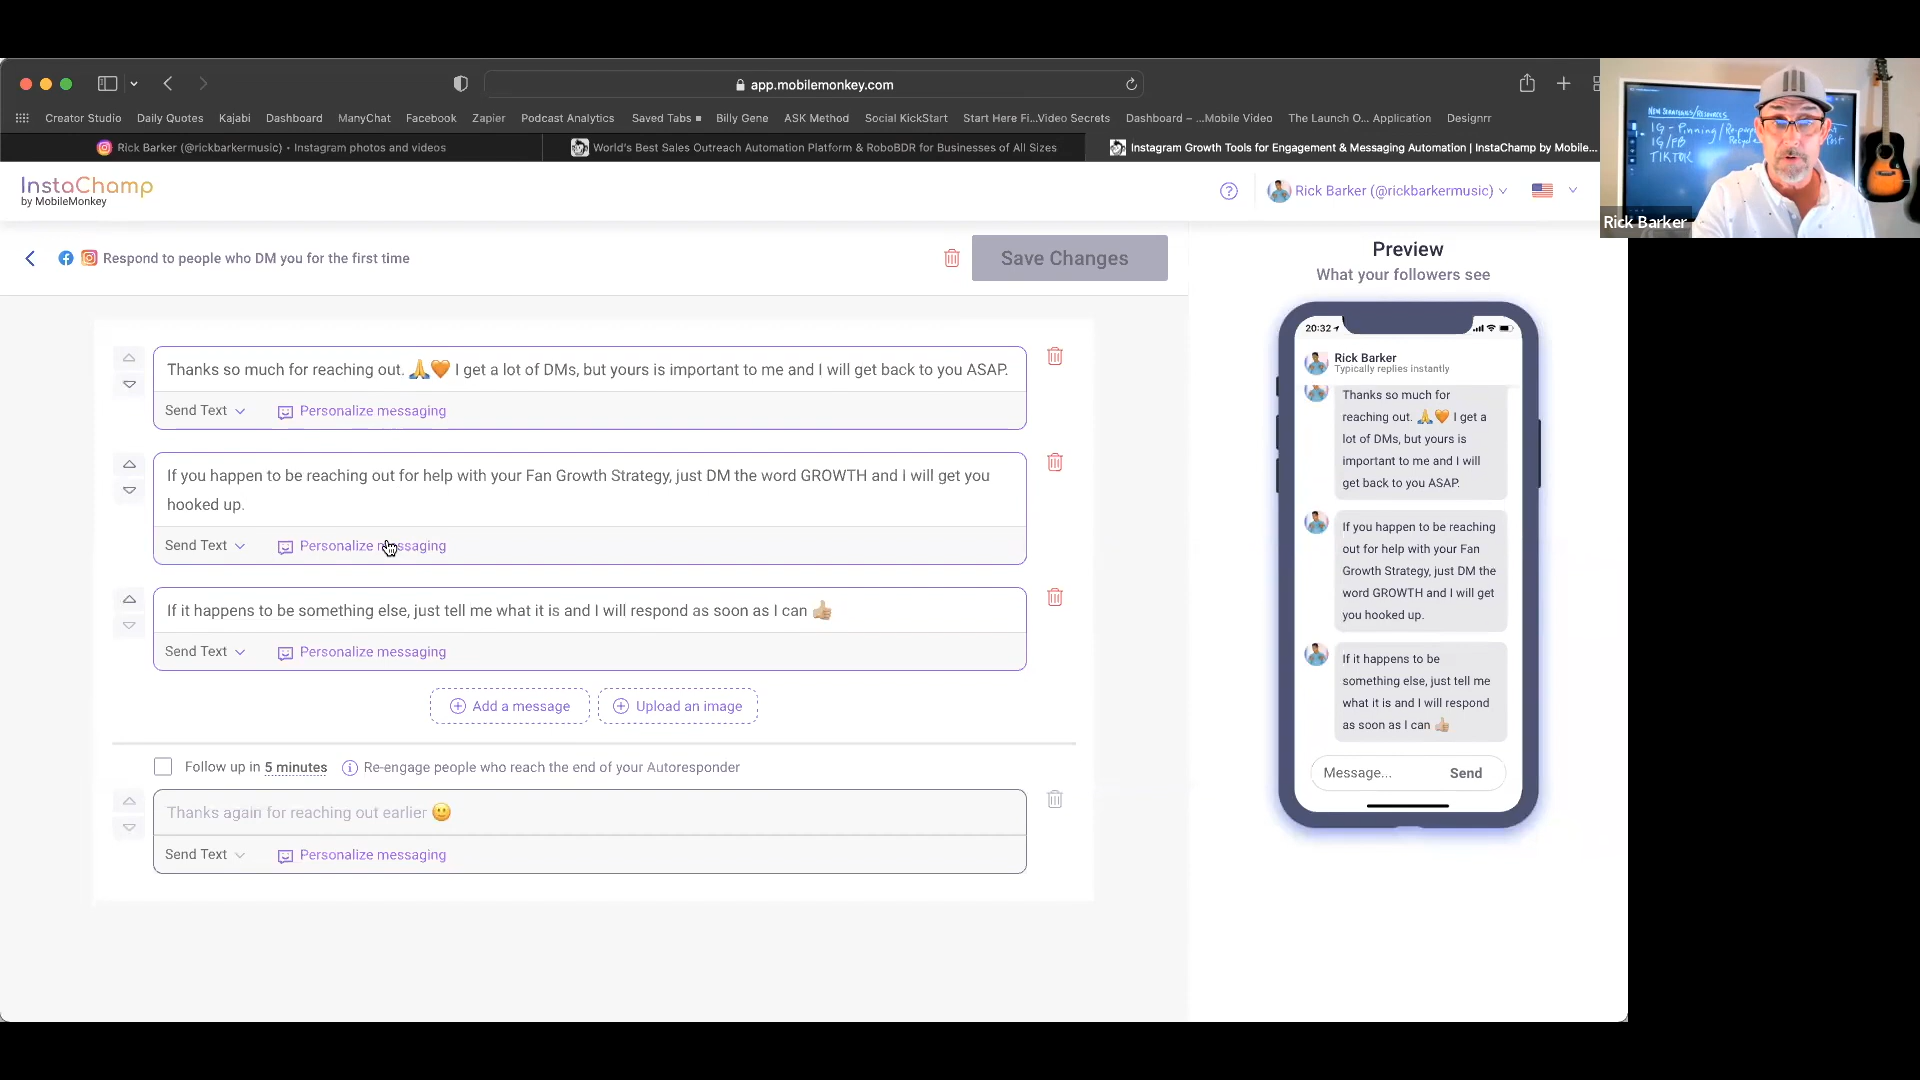 app.mobilemonkey.com
Creator Studio Daily Quotes Kajabi Dashboard ManyChat Facebook Zapier Podcast Analytics Saved Tabs Billy Gene ASK Method Social KickStart Start Here Fi...Video Secrets Dashboard – ...Mobile Video The Launch O... Application Designrr
Rick Barker (@rickbarkermusic) • Instagram photos and videos
World's Best Sales Outreach Automation Platform & RoboBDR for Businesses of All Sizes
Instagram Growth Tools for Engagement & Messaging Automation | InstaChamp by Mobile...
NEW STRATEGIES/RESOURCES
IG - Pinning
IG/FB
TIKTOK
Rick Barker
InstaChamp
by MobileMonkey
Rick Barker (@rickbarkermusic)
Respond to people who DM you for the first time
Save Changes
Thanks so much for reaching out. 🙏🧡 I get a lot of DMs, but yours is important to me and I will get back to you ASAP.
Send Text Personalize messaging
If you happen to be reaching out for help with your Fan Growth Strategy, just DM the word GROWTH and I will get you
hooked up.
Send Text Personalize messaging
If it happens to be something else, just tell me what it is and I will respond as soon as I can 👍🏼
Send Text Personalize messaging
Add a message Upload an image
Follow up in 5 minutes Re-engage people who reach the end of your Autoresponder
Thanks again for reaching out earlier 🙂
Send Text Personalize messaging
Preview
What your followers see
20:32
Rick Barker
Typically replies instantly
Thanks so much for
reaching out. 🙏🧡 I get a
lot of DMs, but yours is
important to me and I will
get back to you ASAP.
If you happen to be reaching
out for help with your Fan
Growth Strategy, just DM the
word GROWTH and I will get
you hooked up.
If it happens to be
something else, just tell me
what it is and I will respond
as soon as I can 👍🏼
Message... Send